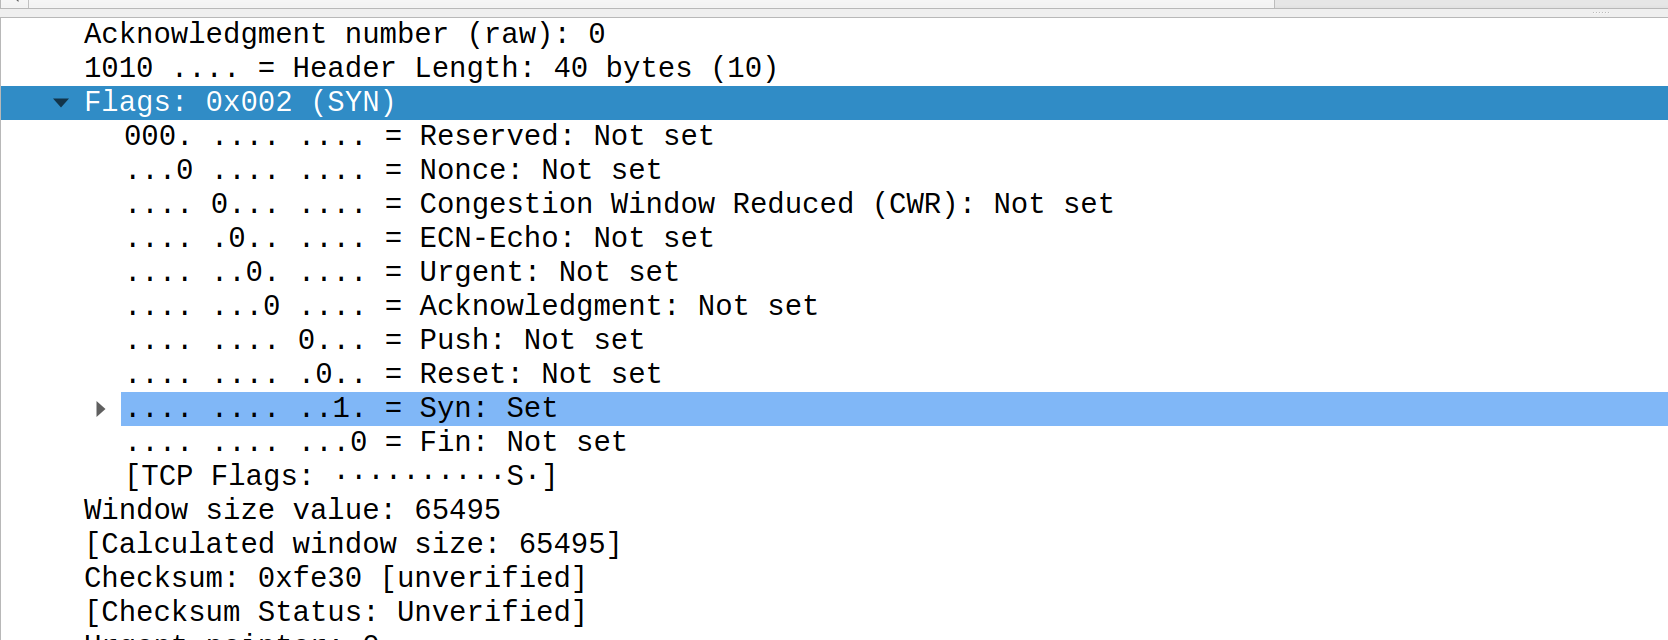 Acknowledgment number (raw): 0
1010 .... = Header Length: 40 bytes (10)
Flags: 0x002 (SYN)
000. .... .... = Reserved: Not set
...0 .... .... = Nonce: Not set
.... 0... .... = Congestion Window Reduced (CWR): Not set
.... .0.. .... = ECN-Echo: Not set
.... ..0. .... = Urgent: Not set
.... ...0 .... = Acknowledgment: Not set
.... .... 0... = Push: Not set
.... .... .0.. = Reset: Not set
.... .... ..1. = Syn: Set
.... .... ...0 = Fin: Not set
[TCP Flags: ··········S·]
Window size value: 65495
[Calculated window size: 65495]
Checksum: 0xfe30 [unverified]
[Checksum Status: Unverified]
Urgent pointer: 0